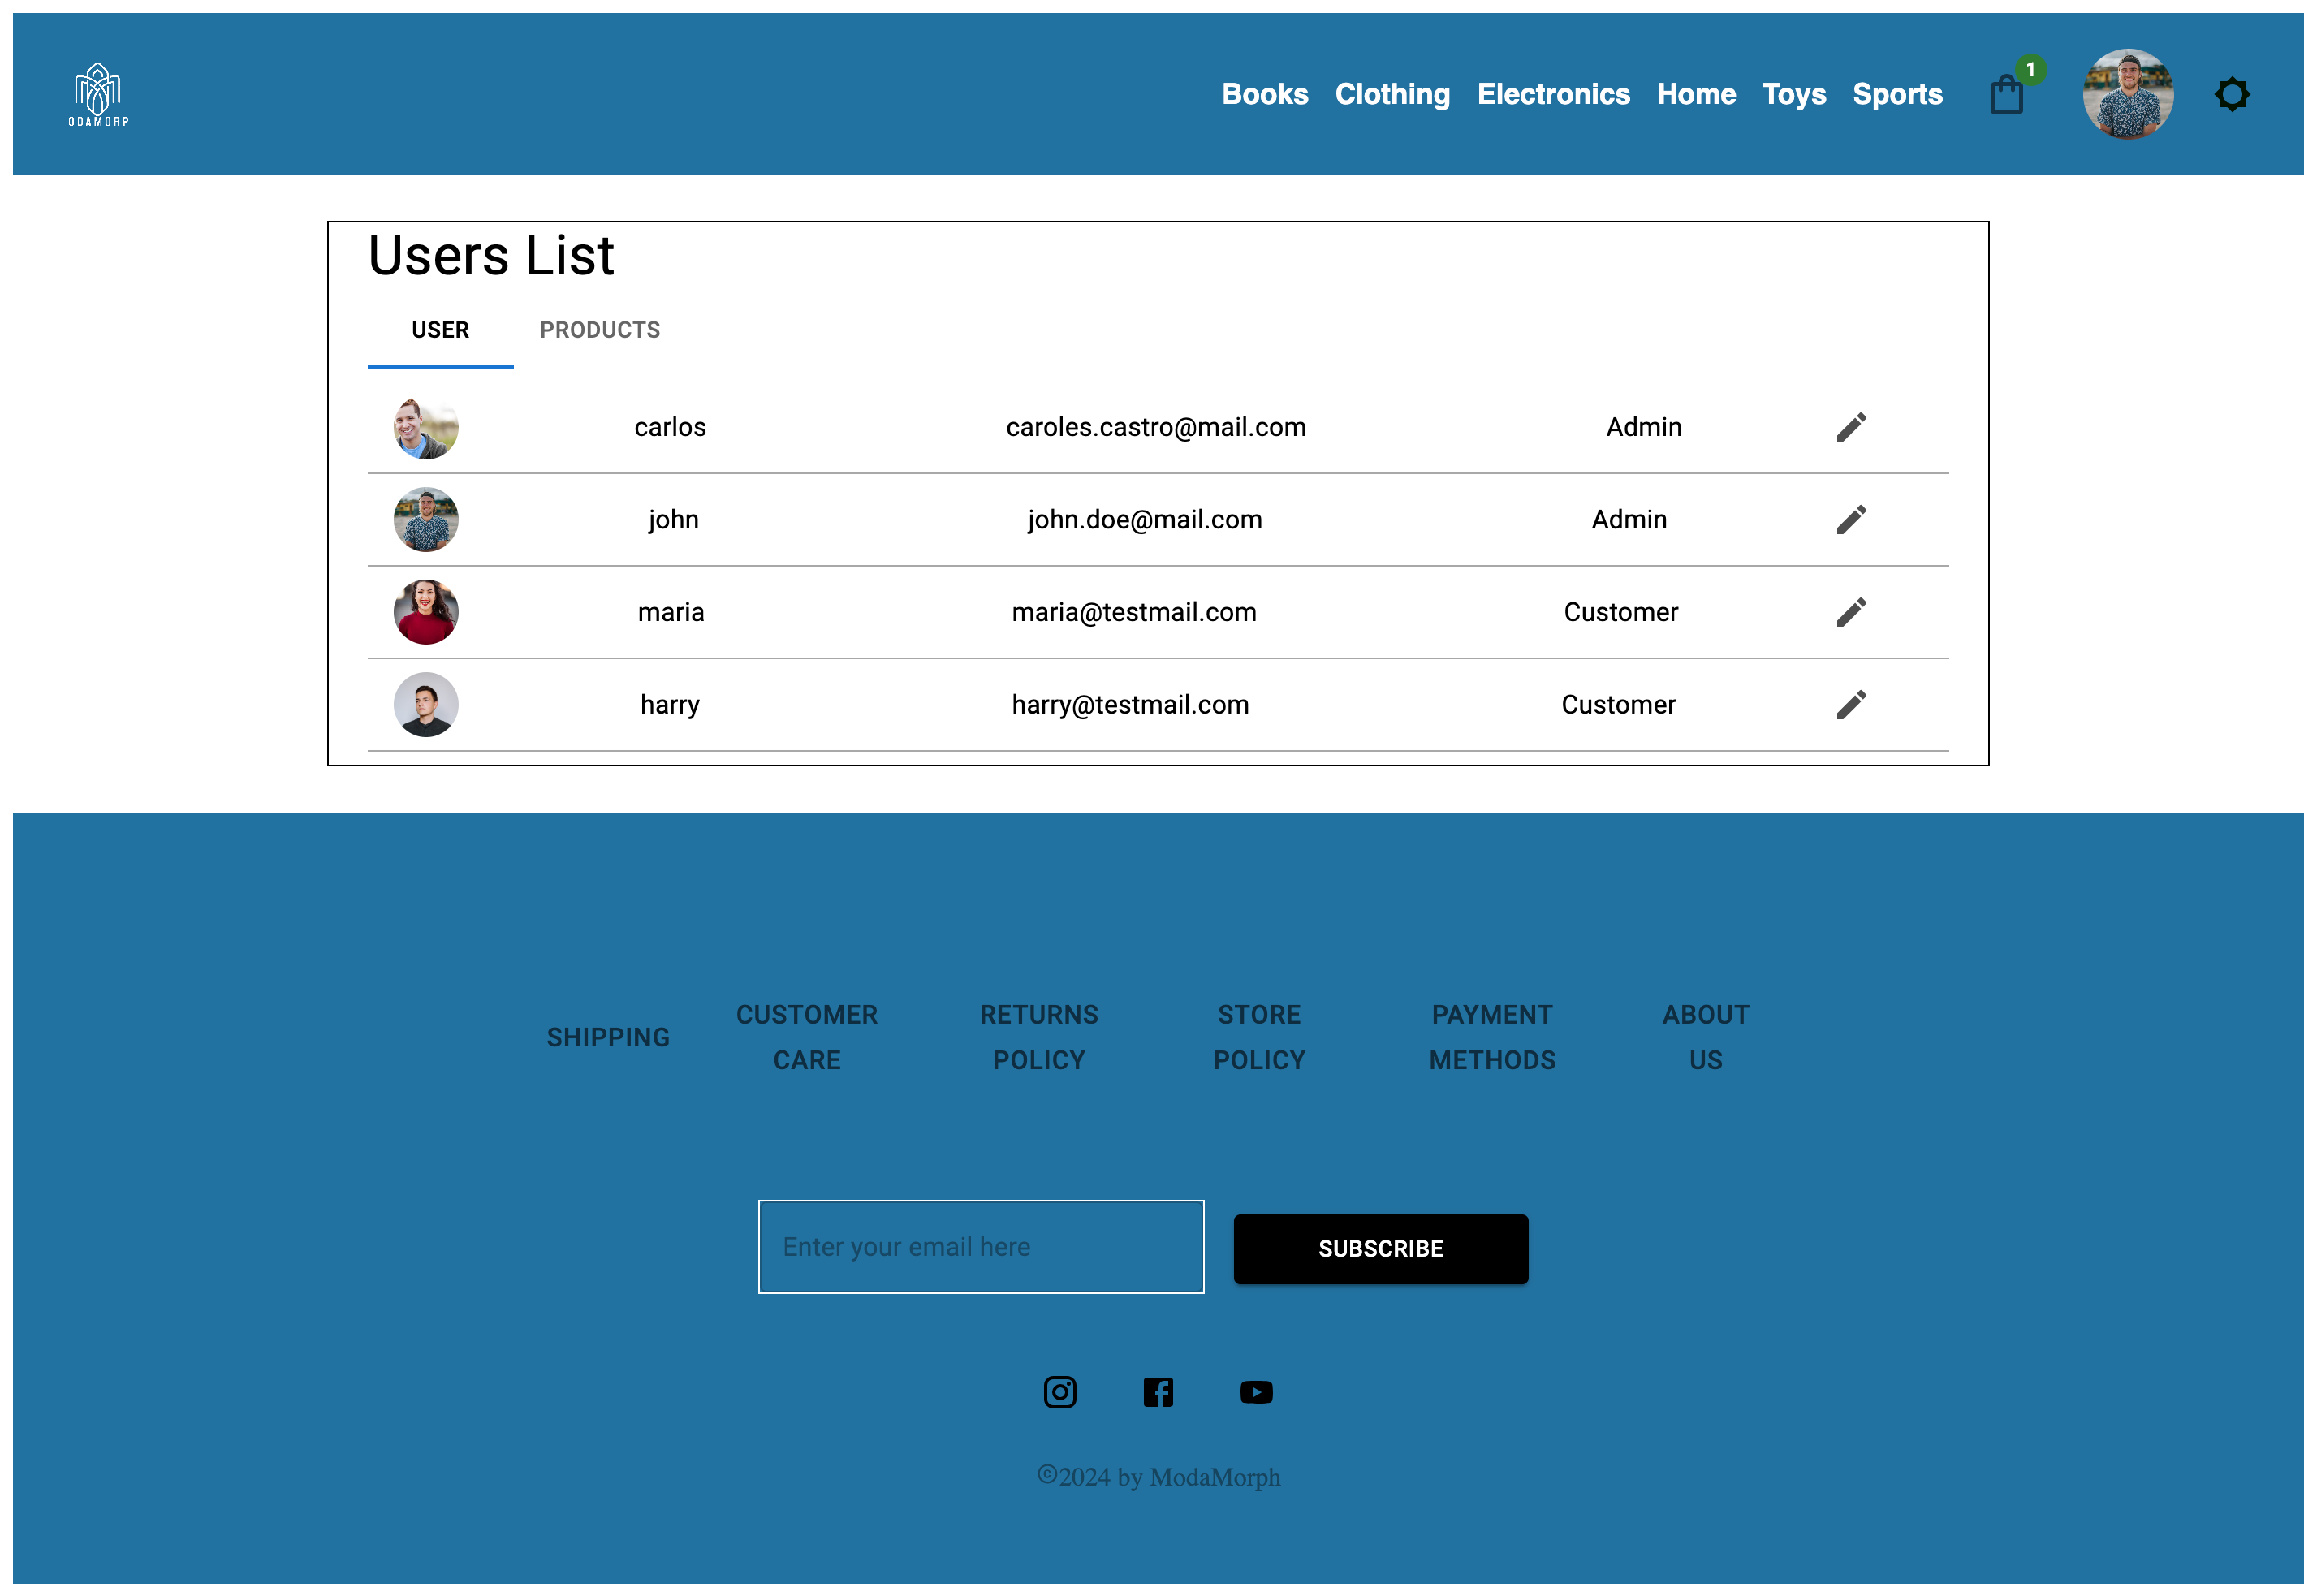 ODAMORP
Books Clothing Electronics Home Toys Sports 1
Users List
USER PRODUCTS
carlos caroles.castro@mail.com Admin
john john.doe@mail.com Admin
maria maria@testmail.com Customer
harry harry@testmail.com Customer
SHIPPING
CUSTOMER
CARE
RETURNS
POLICY
STORE
POLICY
PAYMENT
METHODS
ABOUT
US
Enter your email here SUBSCRIBE
©2024 by ModaMorph